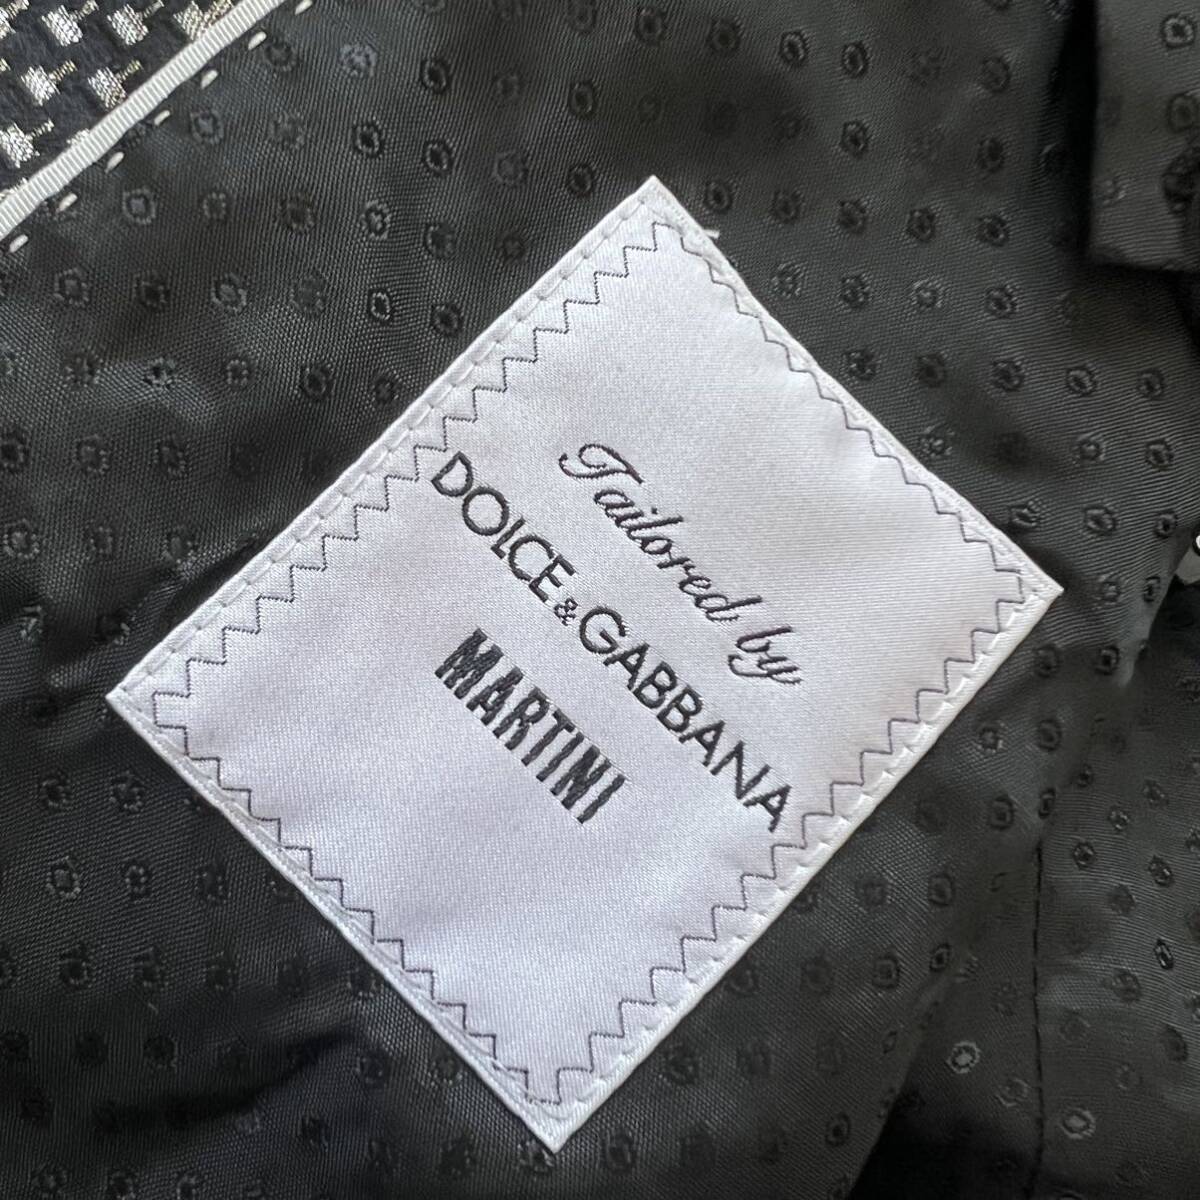 Tailored by
DOLCE & GABBANA
MARTINI